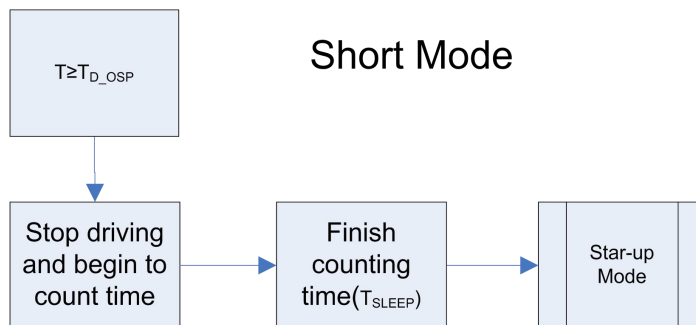 T≥TD_OSP
Short Mode
Stop driving
and begin to
count time
Finish
counting
time(TSLEEP)
Star-up
Mode